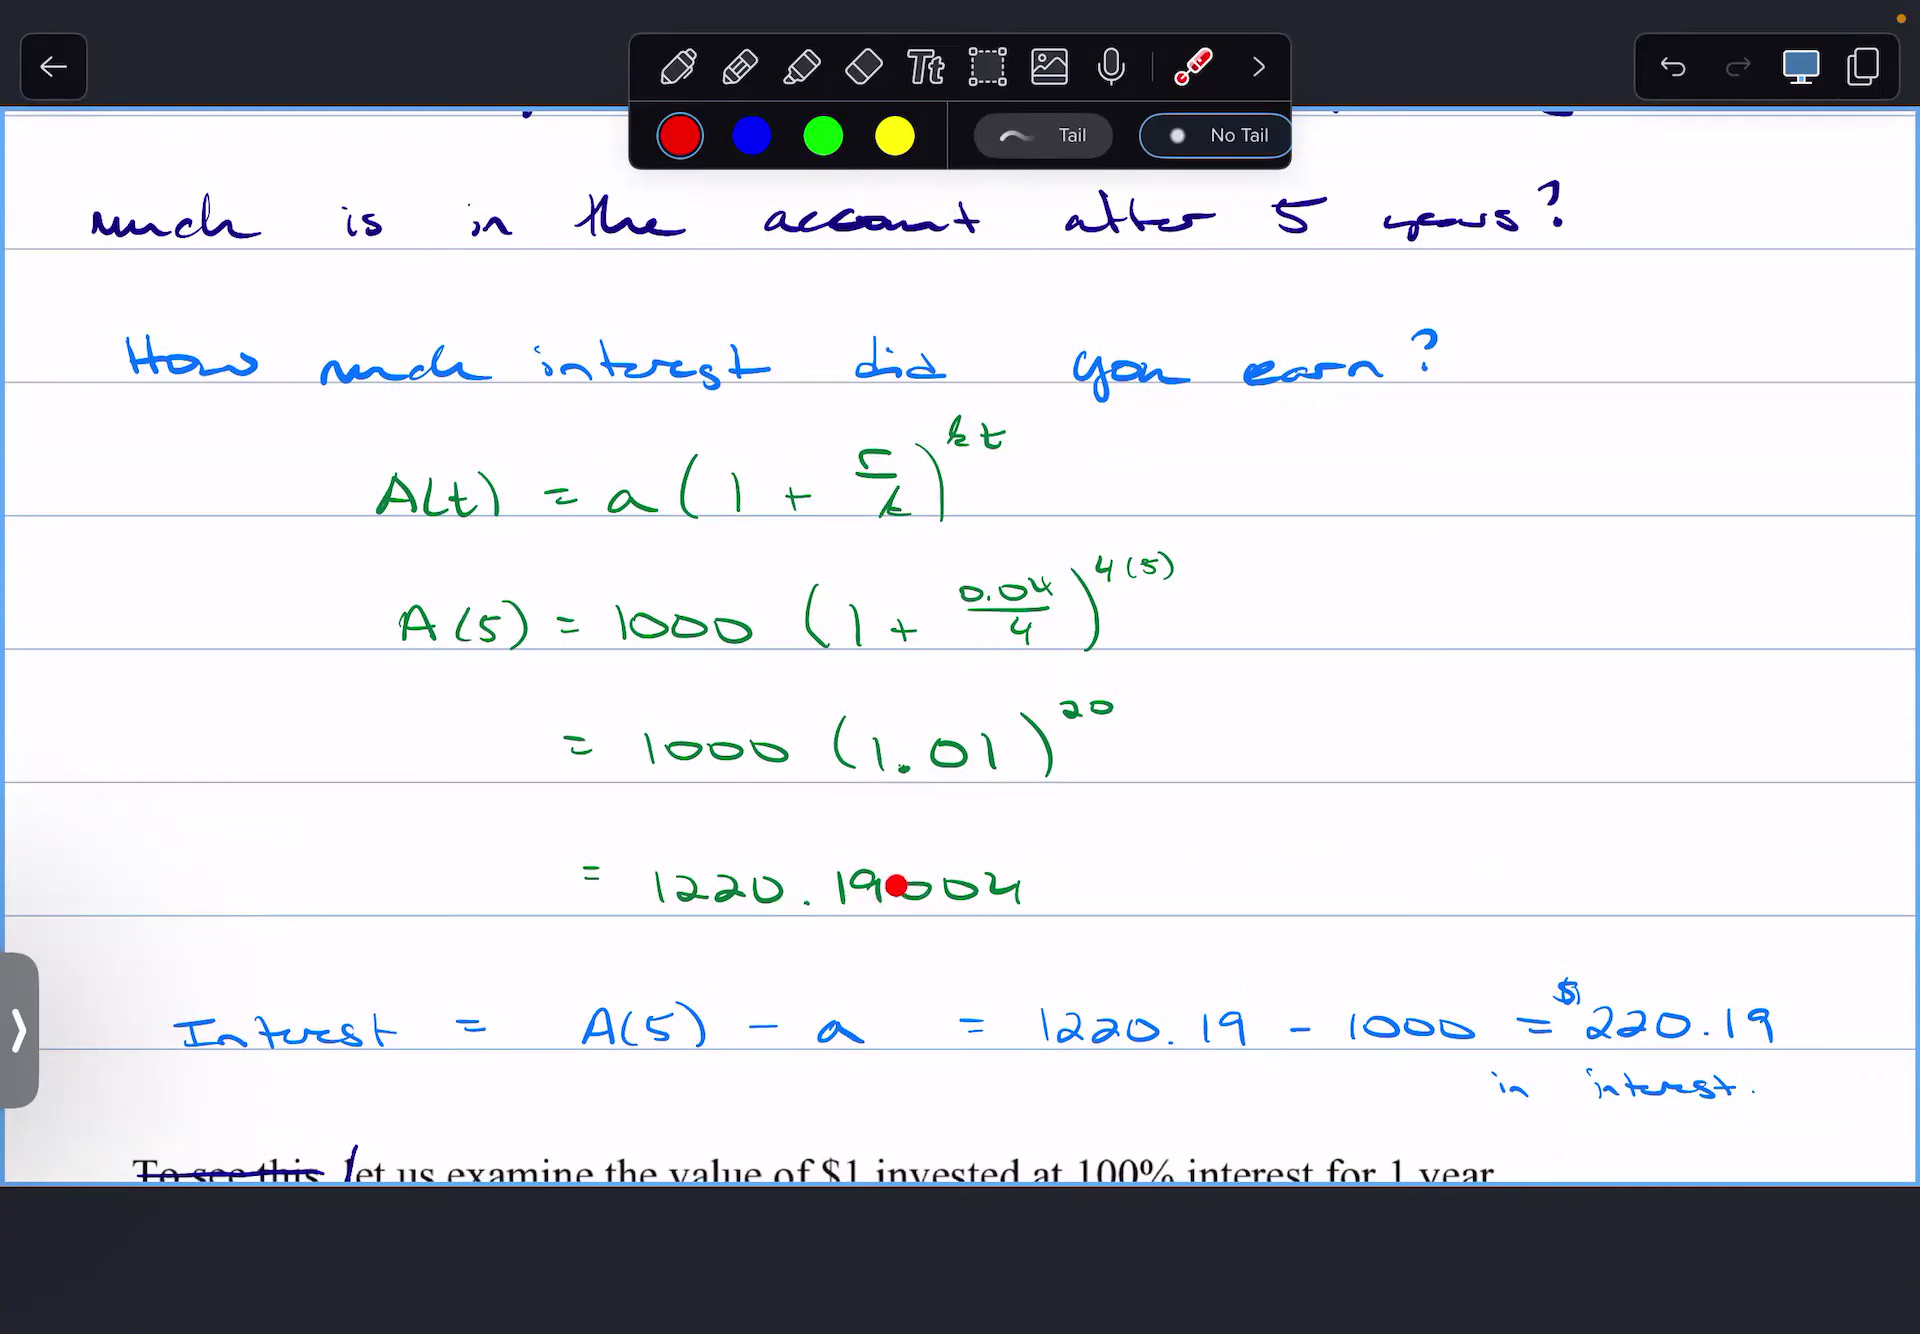 Tt
Tail
No Tail
much is in the account after 5 years?
How much interest did you earn?
A(t) = a(1 + r/k)^kt
A(5) = 1000 (1 + 0.04/4)^4(5)
= 1000 (1.01)^20
= 1220.19004
Interest = A(5) - a = 1220.19 - 1000 = $220.19
in interest.
To see this let us examine the value of $1 invested at 100% interest for 1 year